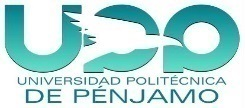 UPP
UNIVERSIDAD POLITÉCNICA
DE PÉNJAMO